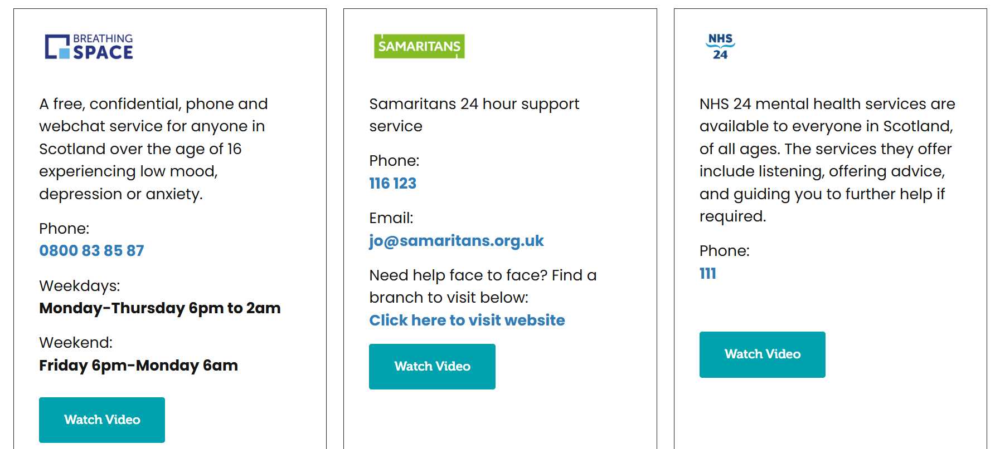 BREATHING
SPACE
A free, confidential, phone and
webchat service for anyone in
Scotland over the age of 16
experiencing low mood,
depression or anxiety.
Phone:
0800 83 85 87
Weekdays:
Monday-Thursday 6pm to 2am
Weekend:
Friday 6pm-Monday 6am
Watch Video
SAMARITANS
Samaritans 24 hour support
service
Phone:
116 123
Email:
jo@samaritans.org.uk
Need help face to face? Find a
branch to visit below:
Click here to visit website
Watch Video
NHS
24
NHS 24 mental health services are
available to everyone in Scotland,
of all ages. The services they offer
include listening, offering advice,
and guiding you to further help if
required.
Phone:
111
Watch Video